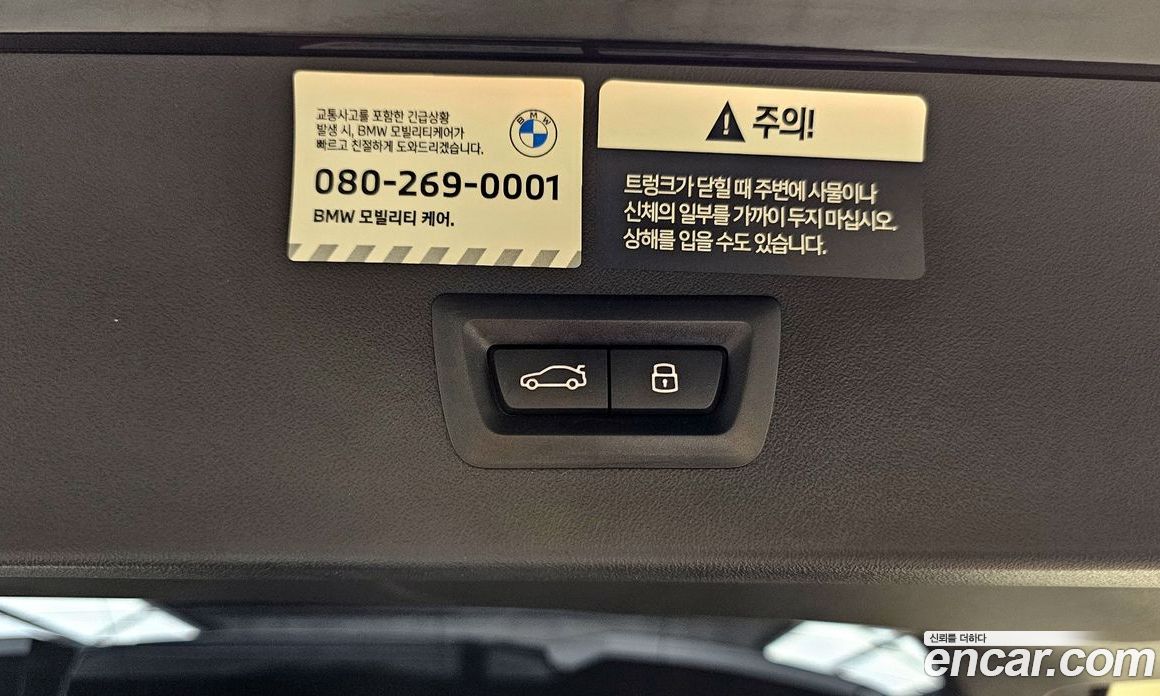 교통사고를 포함한 긴급상황
발생 시, BMW 모빌리티케어가
빠르고 친절하게 도와드리겠습니다.
BMW
080-269-0001
BMW 모빌리티 케어.
주의!
트렁크가 닫힐 때 주변에 사물이나
신체의 일부를 가까이 두지 마십시오.
상해를 입을 수도 있습니다.
신뢰를 더하다
encar.com